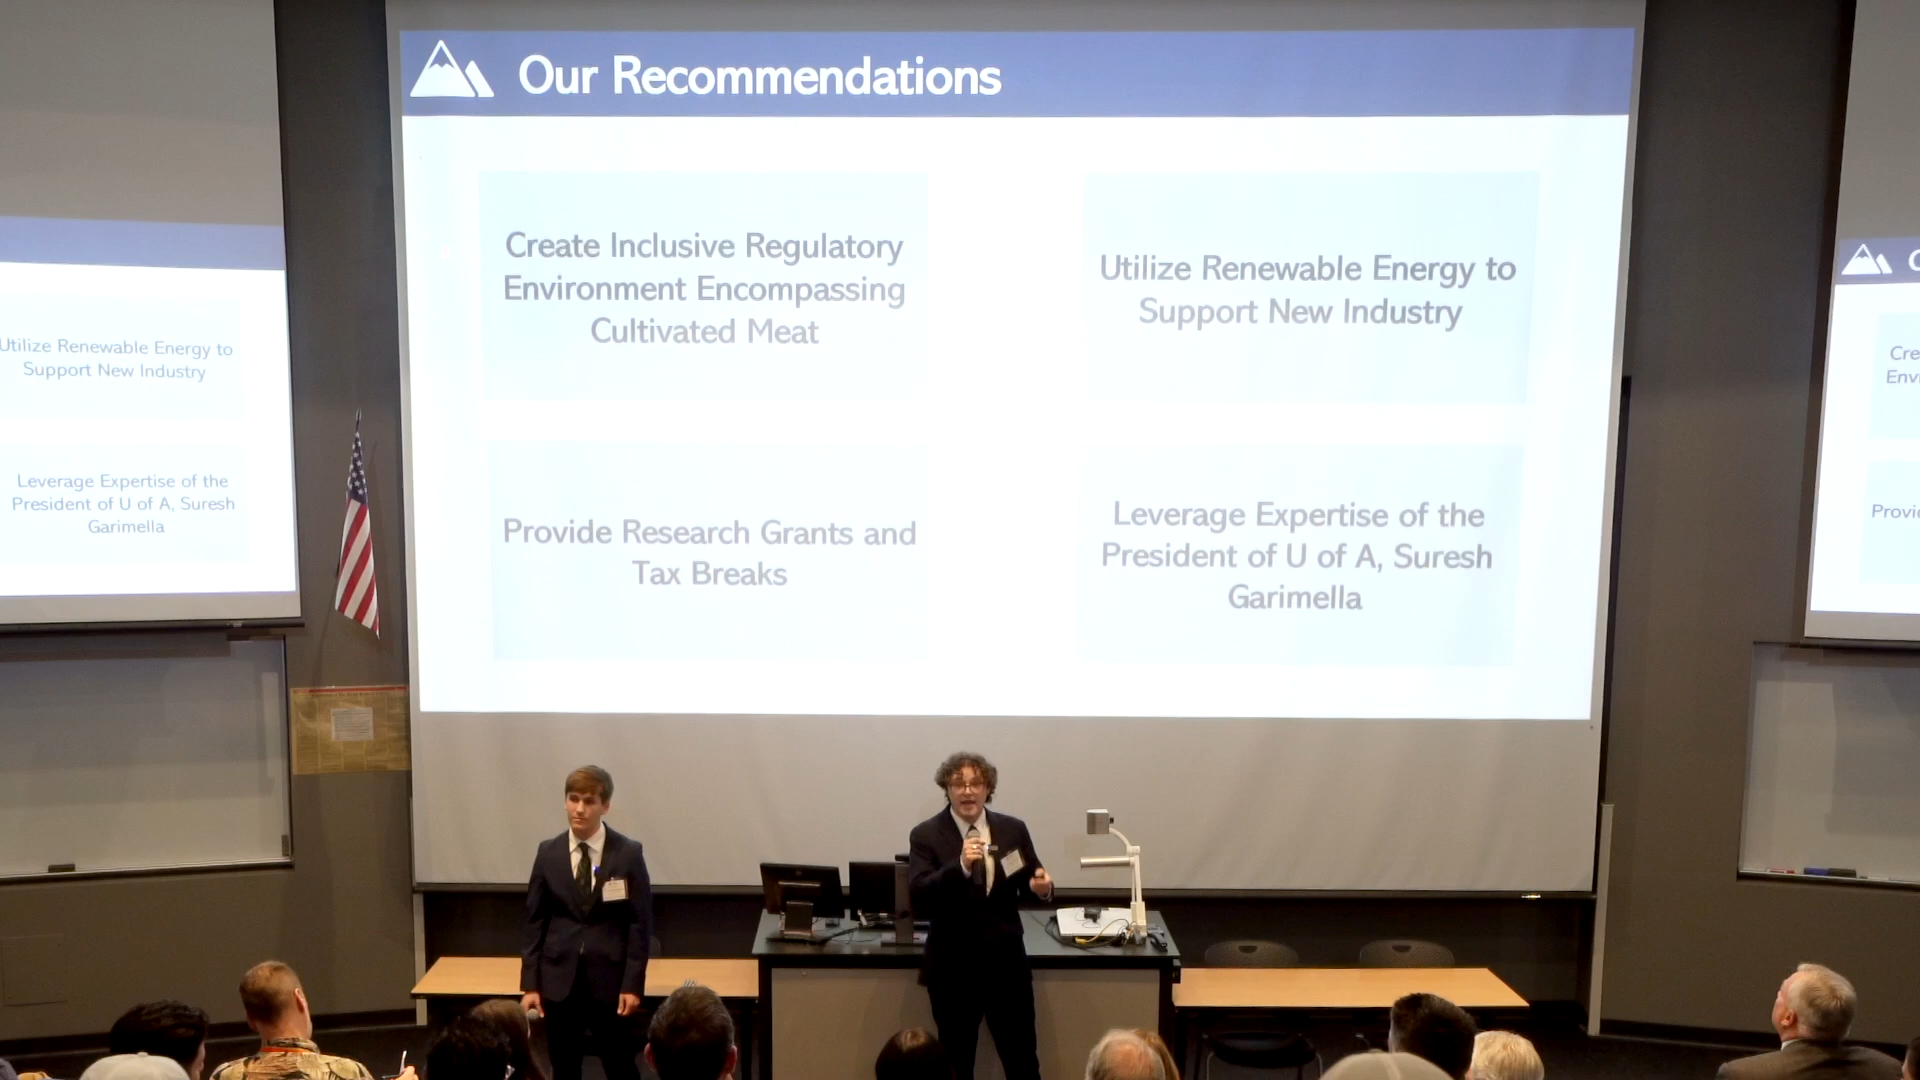 Our Recommendations
Create Inclusive Regulatory
Environment Encompassing
Cultivated Meat
Utilize Renewable Energy to
Support New Industry
Provide Research Grants and
Tax Breaks
Leverage Expertise of the
President of U of A, Suresh
Garimella
Utilize Renewable Energy to
Support New Industry
Leverage Expertise of the
President of U of A, Suresh
Garimella